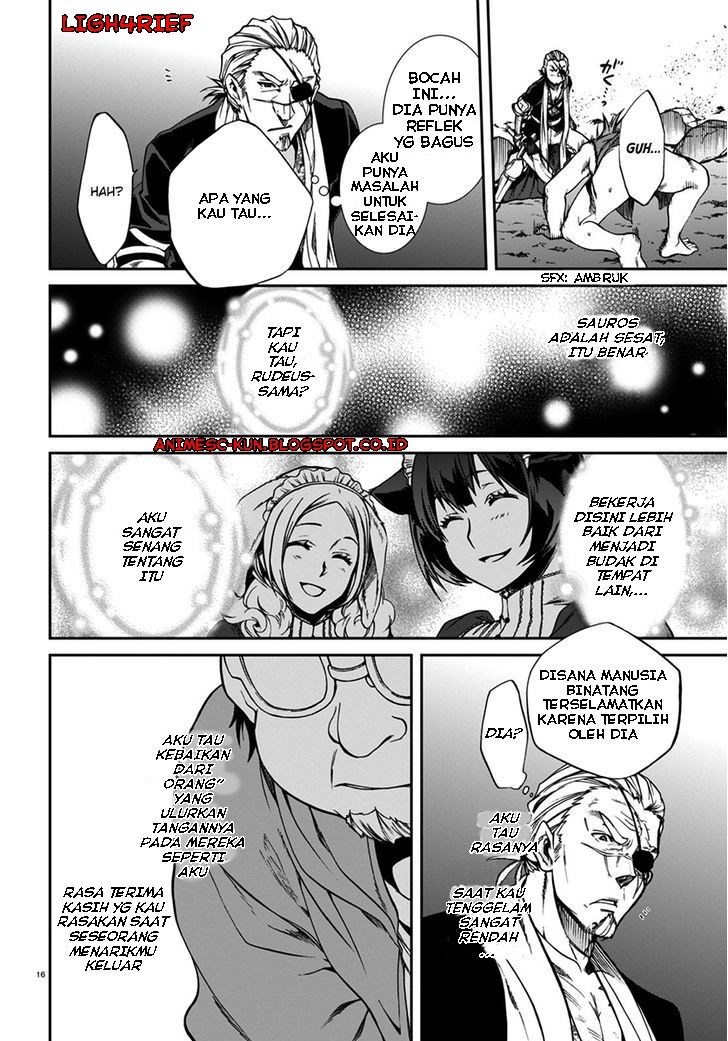 LIGH4RIEF
GUH...
SFX: AMBRUK
BOCAH
INI...
DIA PUNYA
REFLEK
YG BAGUS
AKU
PUNYA
MASALAH
UNTUK
SELESAI-
KAN DIA
APA YANG
KAU TAU...
HAH?
SAUROS
ADALAH SESAT,
ITU BENAR
TAPI
KAU
TAU,
RUDEUS-
SAMA?
ANIMESC-KUN.BLOGSPOT.CO.ID
BEKERJA
DISINI LEBIH
BAIK DARI
MENJADI
BUDAK DI
TEMPAT
LAIN,...
AKU
SANGAT
SENANG
TENTANG
ITU
DISANA MANUSIA
BINATANG
TERSELAMATKAN
KARENA TERPILIH
OLEH DIA
DIA?
AKU
TAU
RASANYA
SAAT KAU
TENGGELAM
SANGAT
RENDAH
...
AKU TAU
KEBAIKAN
DARI
ORANG"
YANG
ULURKAN
TANGANNYA
PADA MEREKA
SEPERTI
AKU
RASA TERIMA
KASIH YG KAU
RASAKAN SAAT
SESEORANG
MENARIKMU
KELUAR
16